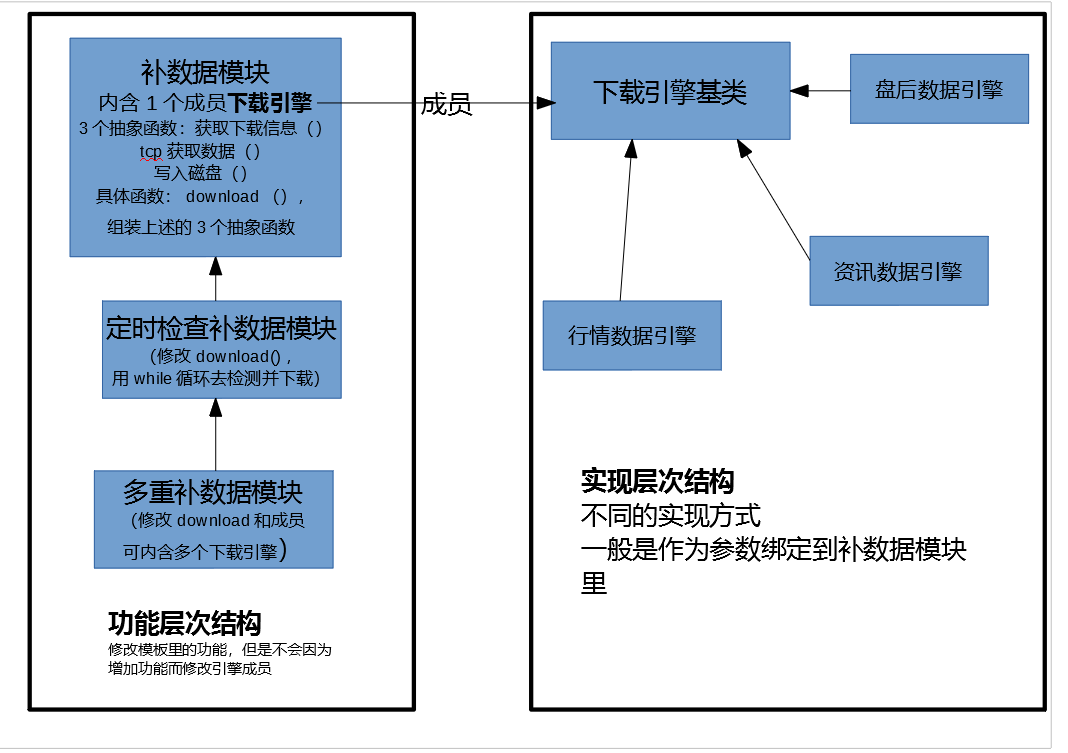 补数据模块
内含 1 个成员下载引擎
3 个抽象函数：获取下载信息（）
tcp 获取数据（）
写入磁盘（）
具体函数： download （），
组装上述的 3 个抽象函数
定时检查补数据模块
（修改 download() ，
用 while 循环去检测并下载）
多重补数据模块
（修改 download 和成员
可内含多个下载引擎）
功能层次结构
修改模板里的功能，但是不会因为
增加功能而修改引擎成员
成员
下载引擎基类
盘后数据引擎
资讯数据引擎
行情数据引擎
实现层次结构
不同的实现方式
一般是作为参数绑定到补数据模块
里